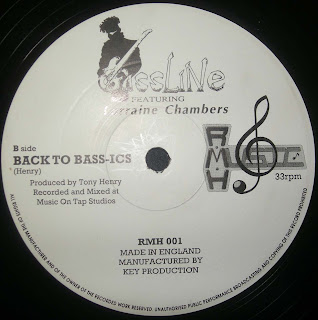 BassLiNe
FEATURING
Lorraine Chambers
B side
BACK TO BASS-ICS
(Henry)
Produced by Tony Henry
Recorded and Mixed at
Music On Tap Studios
RMH
MUSIC
33rpm
RMH 001
MADE IN ENGLAND
MANUFACTURED BY
KEY PRODUCTION
ALL RIGHTS OF THE MANUFACTURER AND OF THE OWNER OF THE RECORDED WORK RESERVED. UNAUTHORISED PUBLIC PERFORMANCE BROADCASTING AND COPYING OF THIS RECORD PROHIBITED